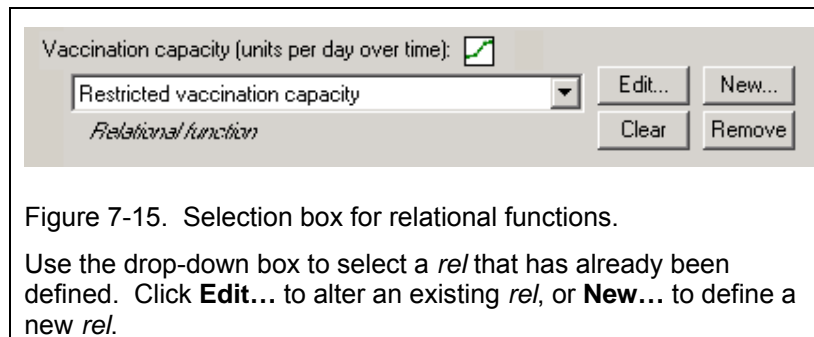 Vaccination capacity (units per day over time):
Restricted vaccination capacity
Edit... New...
Relational function
Clear Remove
Figure 7-15. Selection box for relational functions.
Use the drop-down box to select a rel that has already been
defined. Click Edit… to alter an existing rel, or New… to define a
new rel.